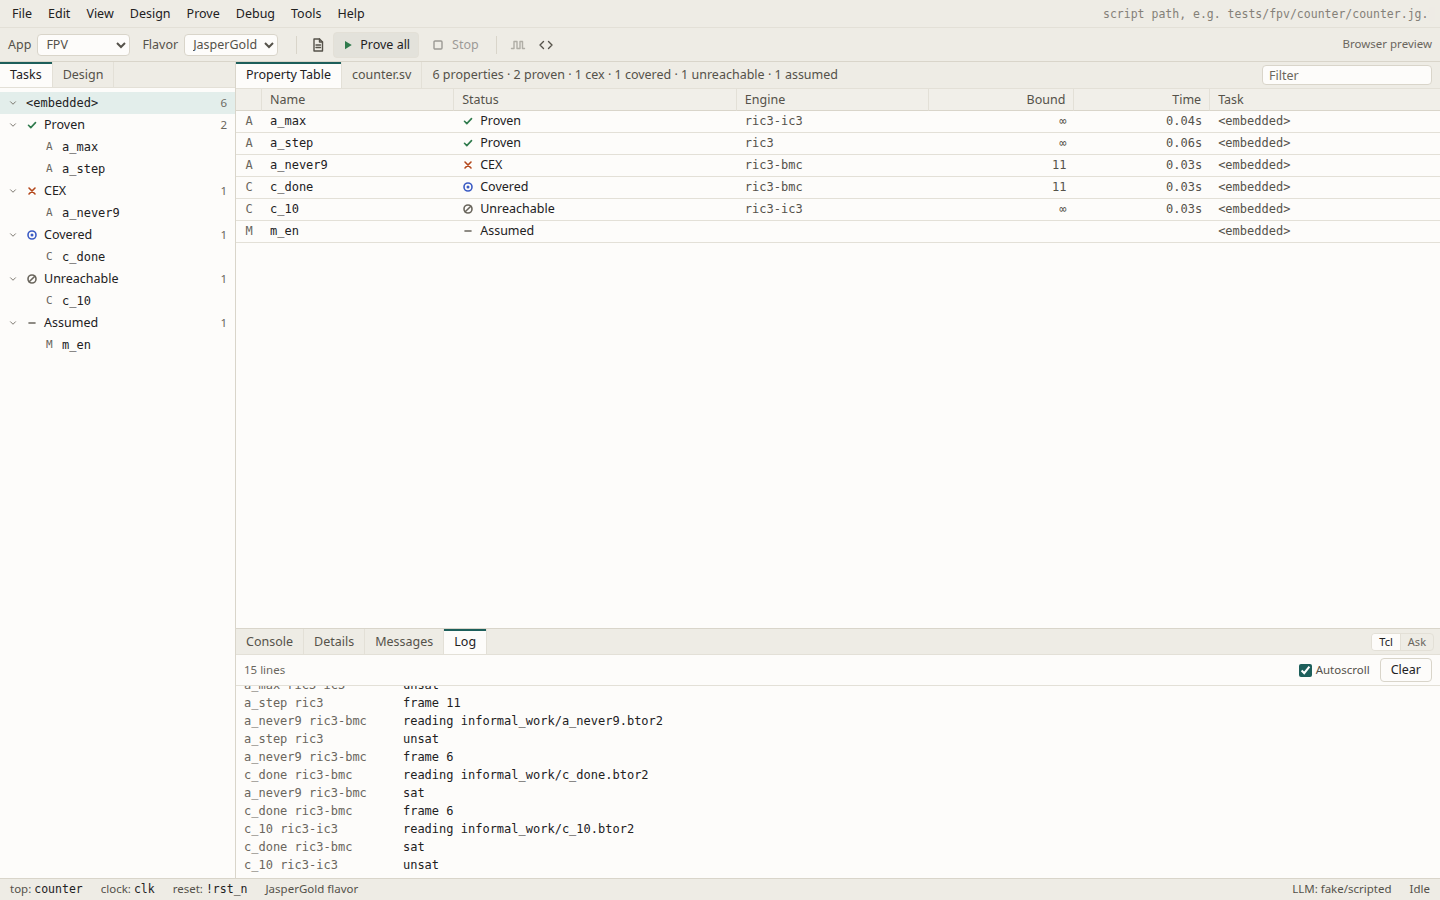 File Edit View Design Prove Debug Tools Help script path, e.g. tests/fpv/counter/counter.jg.
App FPV Flavor JasperGold Prove all Stop Browser preview
Tasks Design Property Table counter.sv 6 properties · 2 proven · 1 cex · 1 covered · 1 unreachable · 1 assumed Filter
<embedded> 6
Proven 2
A a_max
A a_step
CEX 1
A a_never9
Covered 1
C c_done
Unreachable 1
C c_10
Assumed 1
M m_en
Name Status Engine Bound Time Task
A a_max Proven ric3-ic3 ∞ 0.04s <embedded>
A a_step Proven ric3 ∞ 0.06s <embedded>
A a_never9 CEX ric3-bmc 11 0.03s <embedded>
C c_done Covered ric3-bmc 11 0.03s <embedded>
C c_10 Unreachable ric3-ic3 ∞ 0.03s <embedded>
M m_en Assumed <embedded>
Console Details Messages Log Tcl Ask
15 lines Autoscroll Clear
a_max ric3-ic3 unsat
a_step ric3 frame 11
a_never9 ric3-bmc reading informal_work/a_never9.btor2
a_step ric3 unsat
a_never9 ric3-bmc frame 6
c_done ric3-bmc reading informal_work/c_done.btor2
a_never9 ric3-bmc sat
c_done ric3-bmc frame 6
c_10 ric3-ic3 reading informal_work/c_10.btor2
c_done ric3-bmc sat
c_10 ric3-ic3 unsat
top: counter clock: clk reset: !rst_n JasperGold flavor LLM: fake/scripted Idle